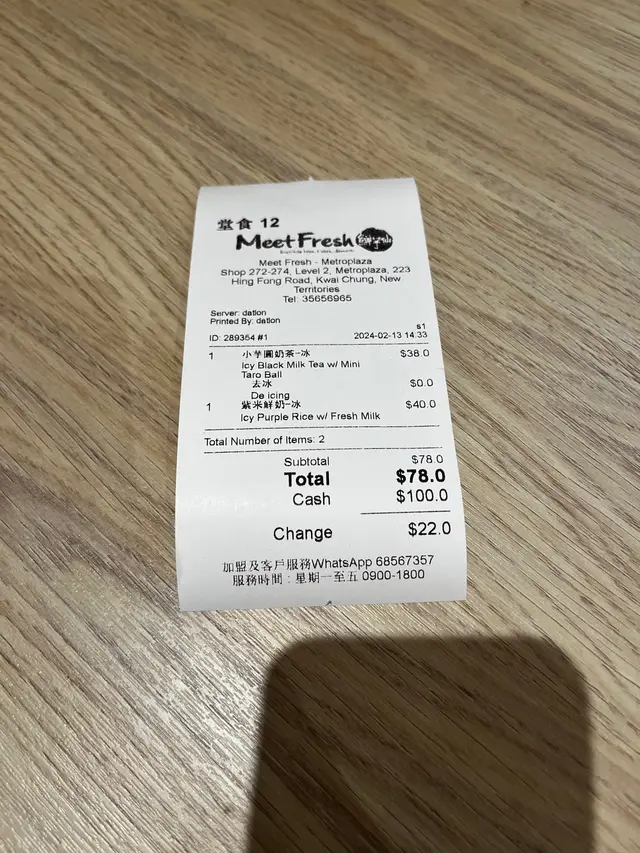 堂食 12
Meet Fresh 鮮芋仙
Meet Fresh - Metroplaza
Shop 272-274, Level 2, Metroplaza, 223
Hing Fong Road, Kwai Chung, New
Territories
Tel: 35656965
Server: dation
Printed By: dation
s1
ID: 289354 #1 2024-02-13 14:33
1 小芋圓奶茶-冰 $38.0
Icy Black Milk Tea w/ Mini
Taro Ball
去冰 $0.0
De icing
1 紫米鮮奶-冰 $40.0
Icy Purple Rice w/ Fresh Milk
Total Number of Items: 2
Subtotal $78.0
Total $78.0
Cash $100.0
Change $22.0
加盟及客戶服務WhatsApp 68567357
服務時間：星期一至五 0900-1800